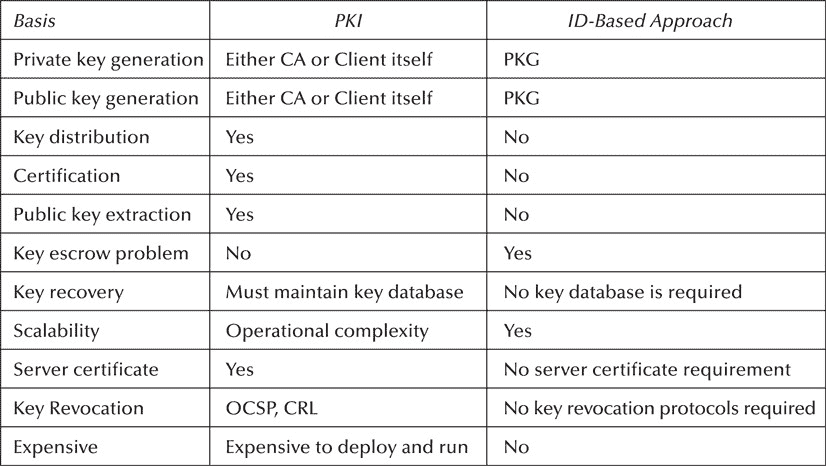 Basis PKI ID-Based Approach
Private key generation Either CA or Client itself PKG
Public key generation Either CA or Client itself PKG
Key distribution Yes No
Certification Yes No
Public key extraction Yes No
Key escrow problem No Yes
Key recovery Must maintain key database No key database is required
Scalability Operational complexity Yes
Server certificate Yes No server certificate requirement
Key Revocation OCSP, CRL No key revocation protocols required
Expensive Expensive to deploy and run No